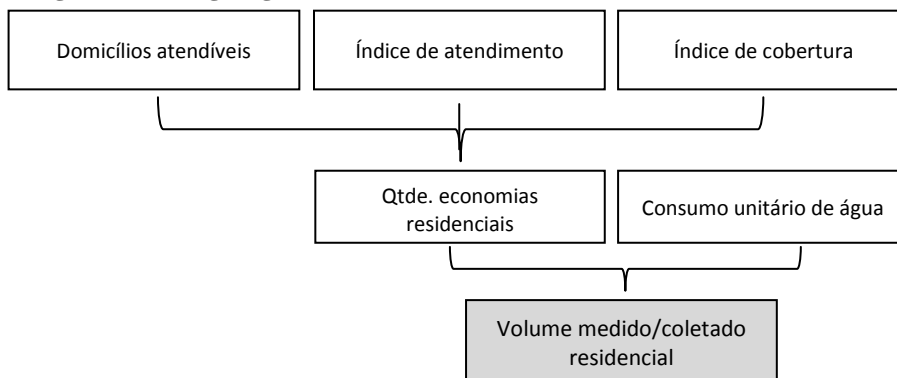 Domicílios atendíveis
Índice de atendimento
Índice de cobertura
Qtde. economias
residenciais
Consumo unitário de água
Volume medido/coletado
residencial